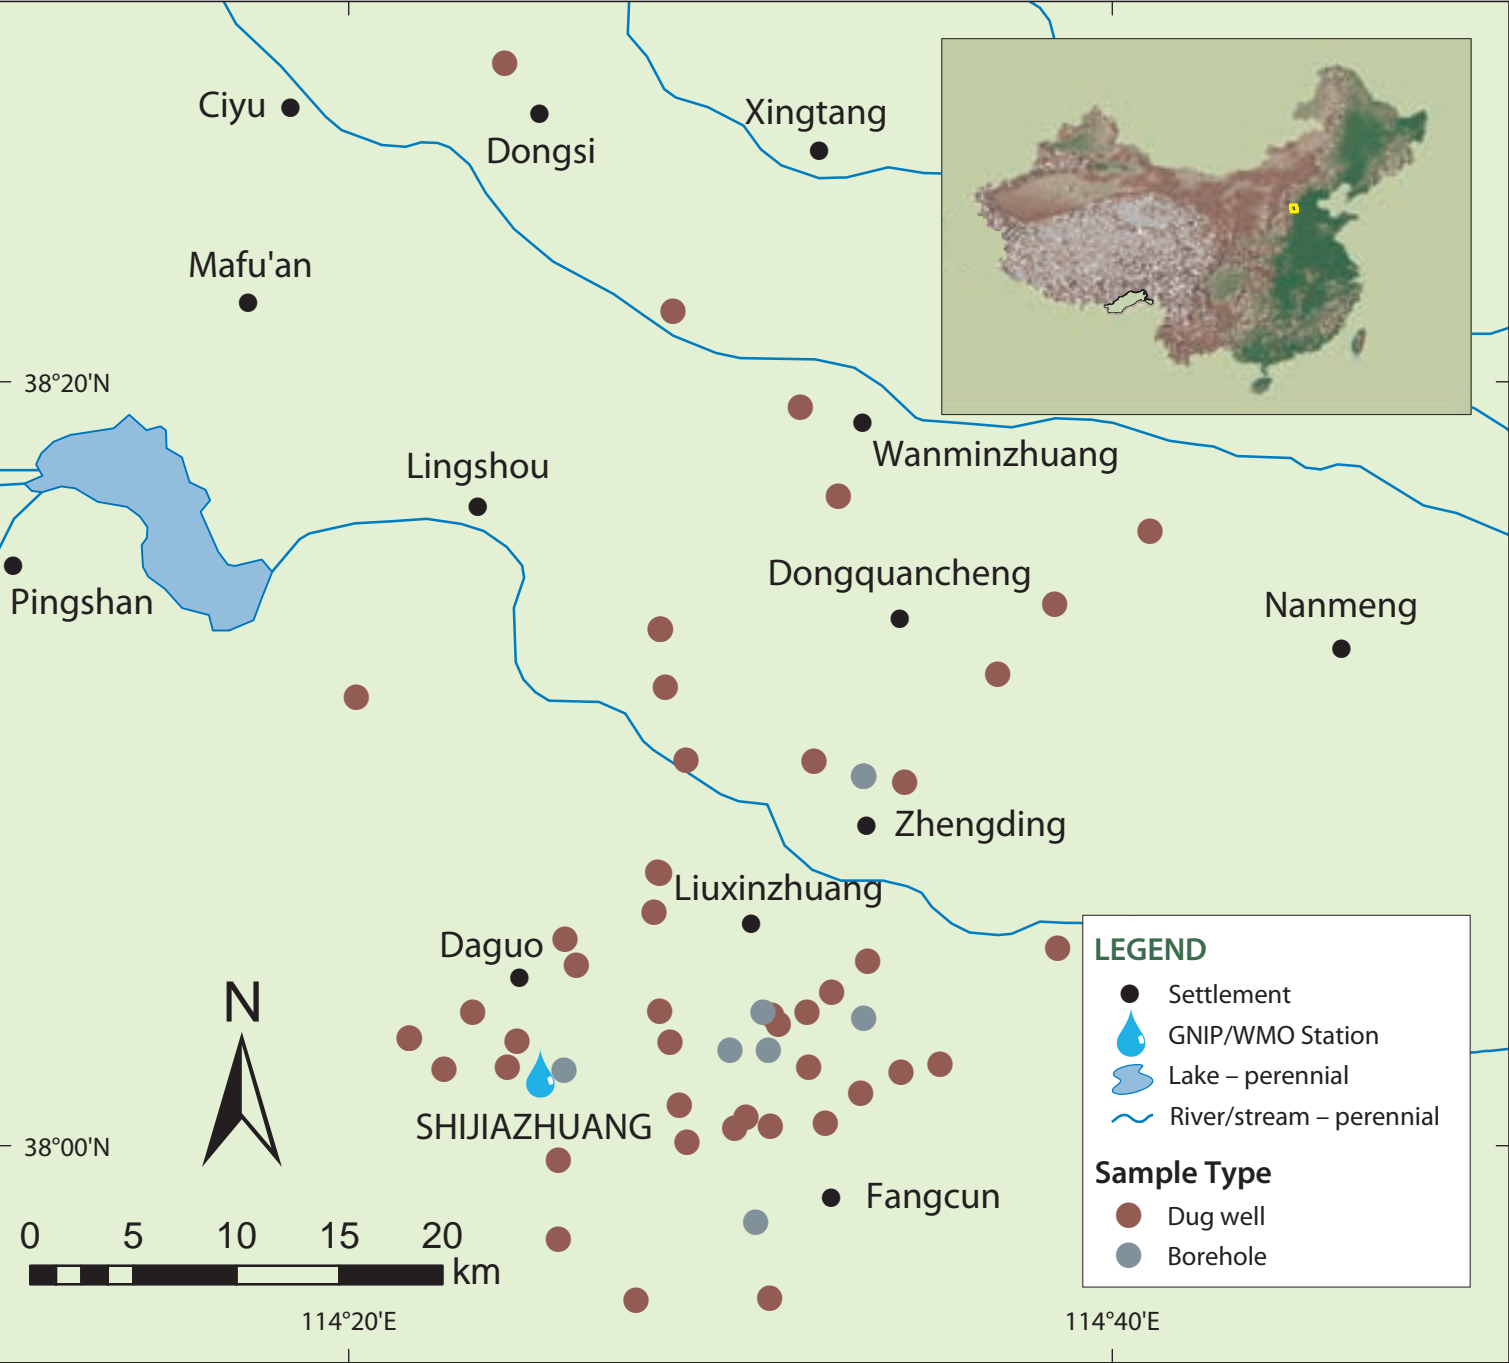 Ciyu
Dongsi
Xingtang
Mafu'an
38°20'N
Wanminzhuang
Lingshou
Pingshan
Dongquancheng
Nanmeng
Zhengding
Liuxinzhuang
Daguo
N
SHIJIAZHUANG
38°00'N
Fangcun
0 5 10 15 20
km
114°20'E
114°40'E
LEGEND
Settlement
GNIP/WMO Station
Lake – perennial
River/stream – perennial
Sample Type
Dug well
Borehole